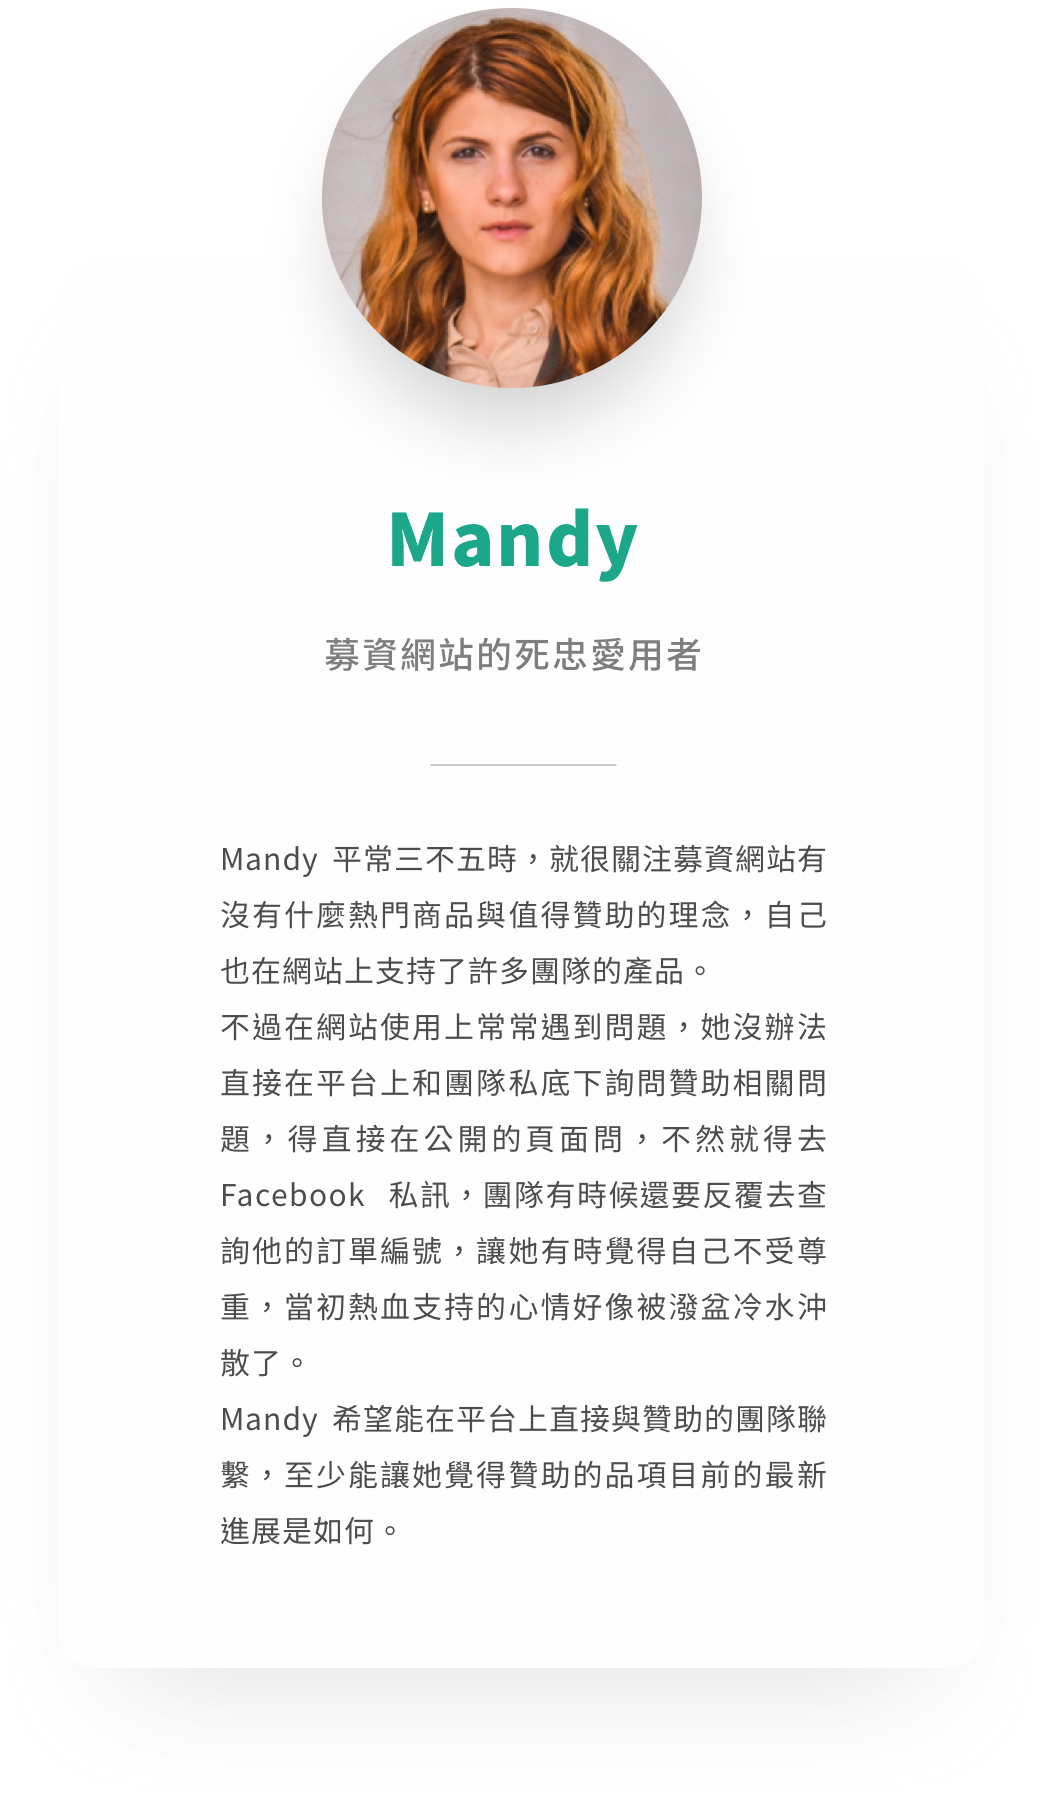 Mandy
募資網站的死忠愛用者
Mandy 平常三不五時，就很關注募資網站有
沒有什麼熱門商品與值得贊助的理念，自己
也在網站上支持了許多團隊的產品。
不過在網站使用上常常遇到問題，她沒辦法
直接在平台上和團隊私底下詢問贊助相關問
題，得直接在公開的頁面問，不然就得去
Facebook 私訊，團隊有時候還要反覆去查
詢他的訂單編號，讓她有時覺得自己不受尊
重，當初熱血支持的心情好像被潑盆冷水沖
散了。
Mandy 希望能在平台上直接與贊助的團隊聯
繫，至少能讓她覺得贊助的品項目前的最新
進展是如何。